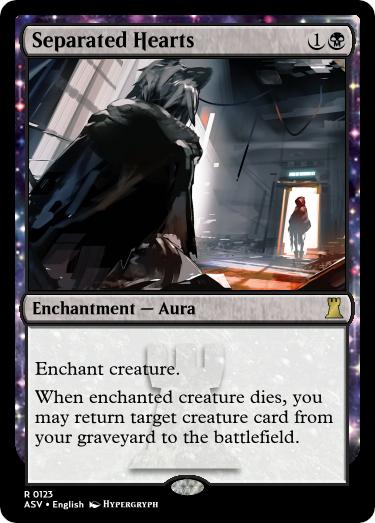 Separated Hearts 1
Enchantment — Aura
Enchant creature.
When enchanted creature dies, you
may return target creature card from
your graveyard to the battlefield.
R 0123
ASV • English HYPERGRYPH